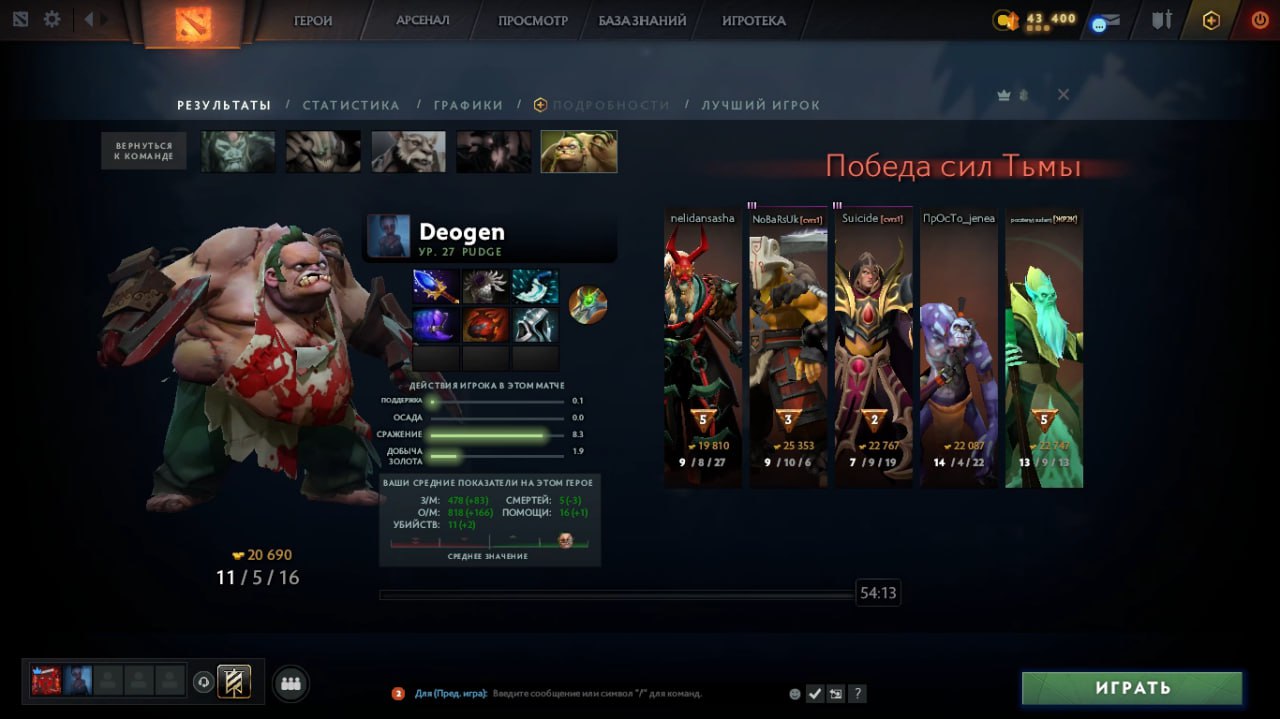 ГЕРОИ АРСЕНАЛ ПРОСМОТР БАЗА ЗНАНИЙ ИГРОТЕКА 43 400
РЕЗУЛЬТАТЫ / СТАТИСТИКА / ГРАФИКИ / ПОДРОБНОСТИ / ЛУЧШИЙ ИГРОК
ВЕРНУТЬСЯ
К КОМАНДЕ
Победа сил Тьмы
Deogen
УР. 27 PUDGE
nelidansasha NoBaRsUk [cyrs1] Suicide [cyrs1] ПрОсТо_jenea
ДЕЙСТВИЯ ИГРОКА В ЭТОМ МАТЧЕ
ПОДДЕРЖКА 0.1
ОСАДА 0.0
СРАЖЕНИЕ 8.3
ДОБЫЧА
ЗОЛОТА 1.9
5 3 2 5
19 810 25 353 22 767 22 087 22 747
9 / 8 / 27 9 / 10 / 6 7 / 9 / 19 14 / 4 / 22 13 / 9 / 13
ВАШИ СРЕДНИЕ ПОКАЗАТЕЛИ НА ЭТОМ ГЕРОЕ
З/М: 478 (+83) СМЕРТЕЙ: 5 (-3)
О/М: 818 (+166) ПОМОЩИ: 16 (+1)
УБИЙСТВ: 11 (+2)
СРЕДНЕЕ ЗНАЧЕНИЕ
20 690
11 / 5 / 16
54:13
2 Для (Пред. игра): Введите сообщение или символ "/" для команд. ?
ИГРАТЬ